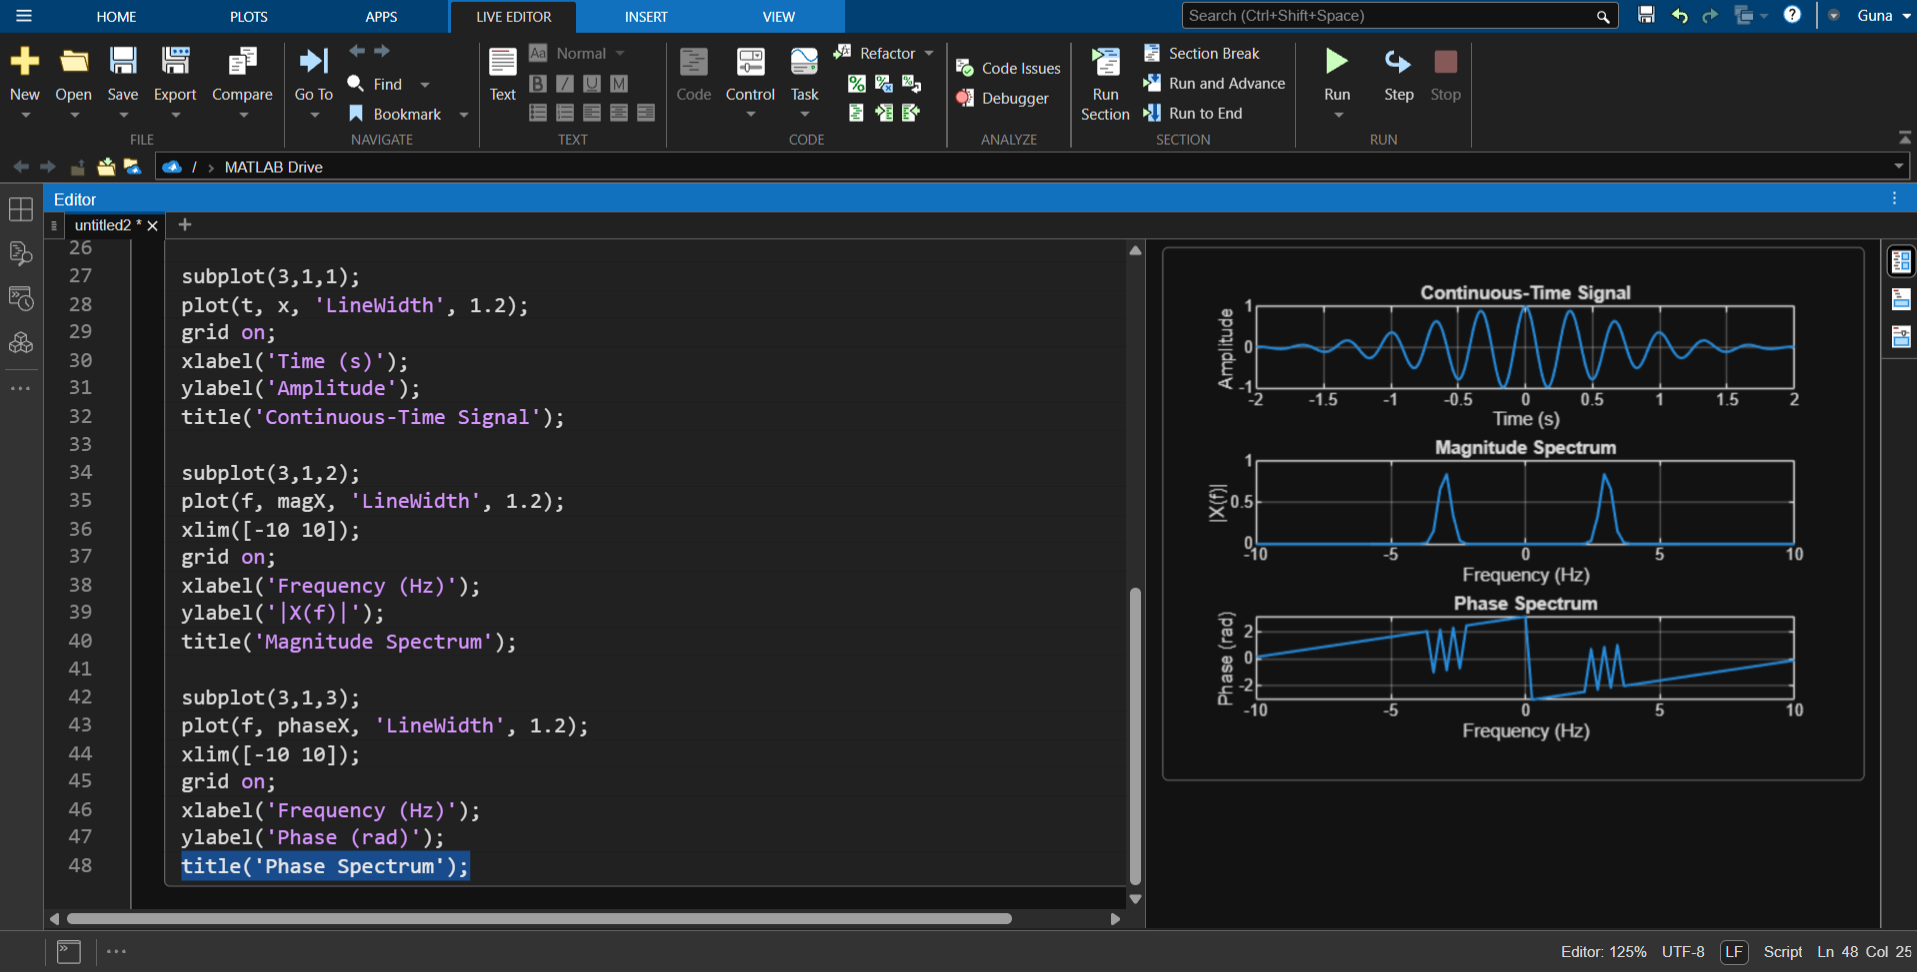 HOME PLOTS APPS LIVE EDITOR INSERT VIEW Search (Ctrl+Shift+Space) Guna
New Open Save Export Compare Go To Find Bookmark Text Aa Normal B I U M Code Control Task Refactor Code Issues Debugger Run Section Section Break Run and Advance Run to End Run Step Stop
FILE NAVIGATE TEXT CODE ANALYZE SECTION RUN
/ > MATLAB Drive
Editor
untitled2 * × +
26
27 subplot(3,1,1);
28 plot(t, x, 'LineWidth', 1.2);
29 grid on;
30 xlabel('Time (s)');
31 ylabel('Amplitude');
32 title('Continuous-Time Signal');
33
34 subplot(3,1,2);
35 plot(f, magX, 'LineWidth', 1.2);
36 xlim([-10 10]);
37 grid on;
38 xlabel('Frequency (Hz)');
39 ylabel('|X(f)|');
40 title('Magnitude Spectrum');
41
42 subplot(3,1,3);
43 plot(f, phaseX, 'LineWidth', 1.2);
44 xlim([-10 10]);
45 grid on;
46 xlabel('Frequency (Hz)');
47 ylabel('Phase (rad)');
48 title('Phase Spectrum');
Continuous-Time Signal
Amplitude
1
0
-1
-2 -1.5 -1 -0.5 0 0.5 1 1.5 2
Time (s)
Magnitude Spectrum
|X(f)|
1
0.5
0
-10 -5 0 5 10
Frequency (Hz)
Phase Spectrum
Phase (rad)
2
0
-2
-10 -5 0 5 10
Frequency (Hz)
Editor: 125% UTF-8 LF Script Ln 48 Col 25